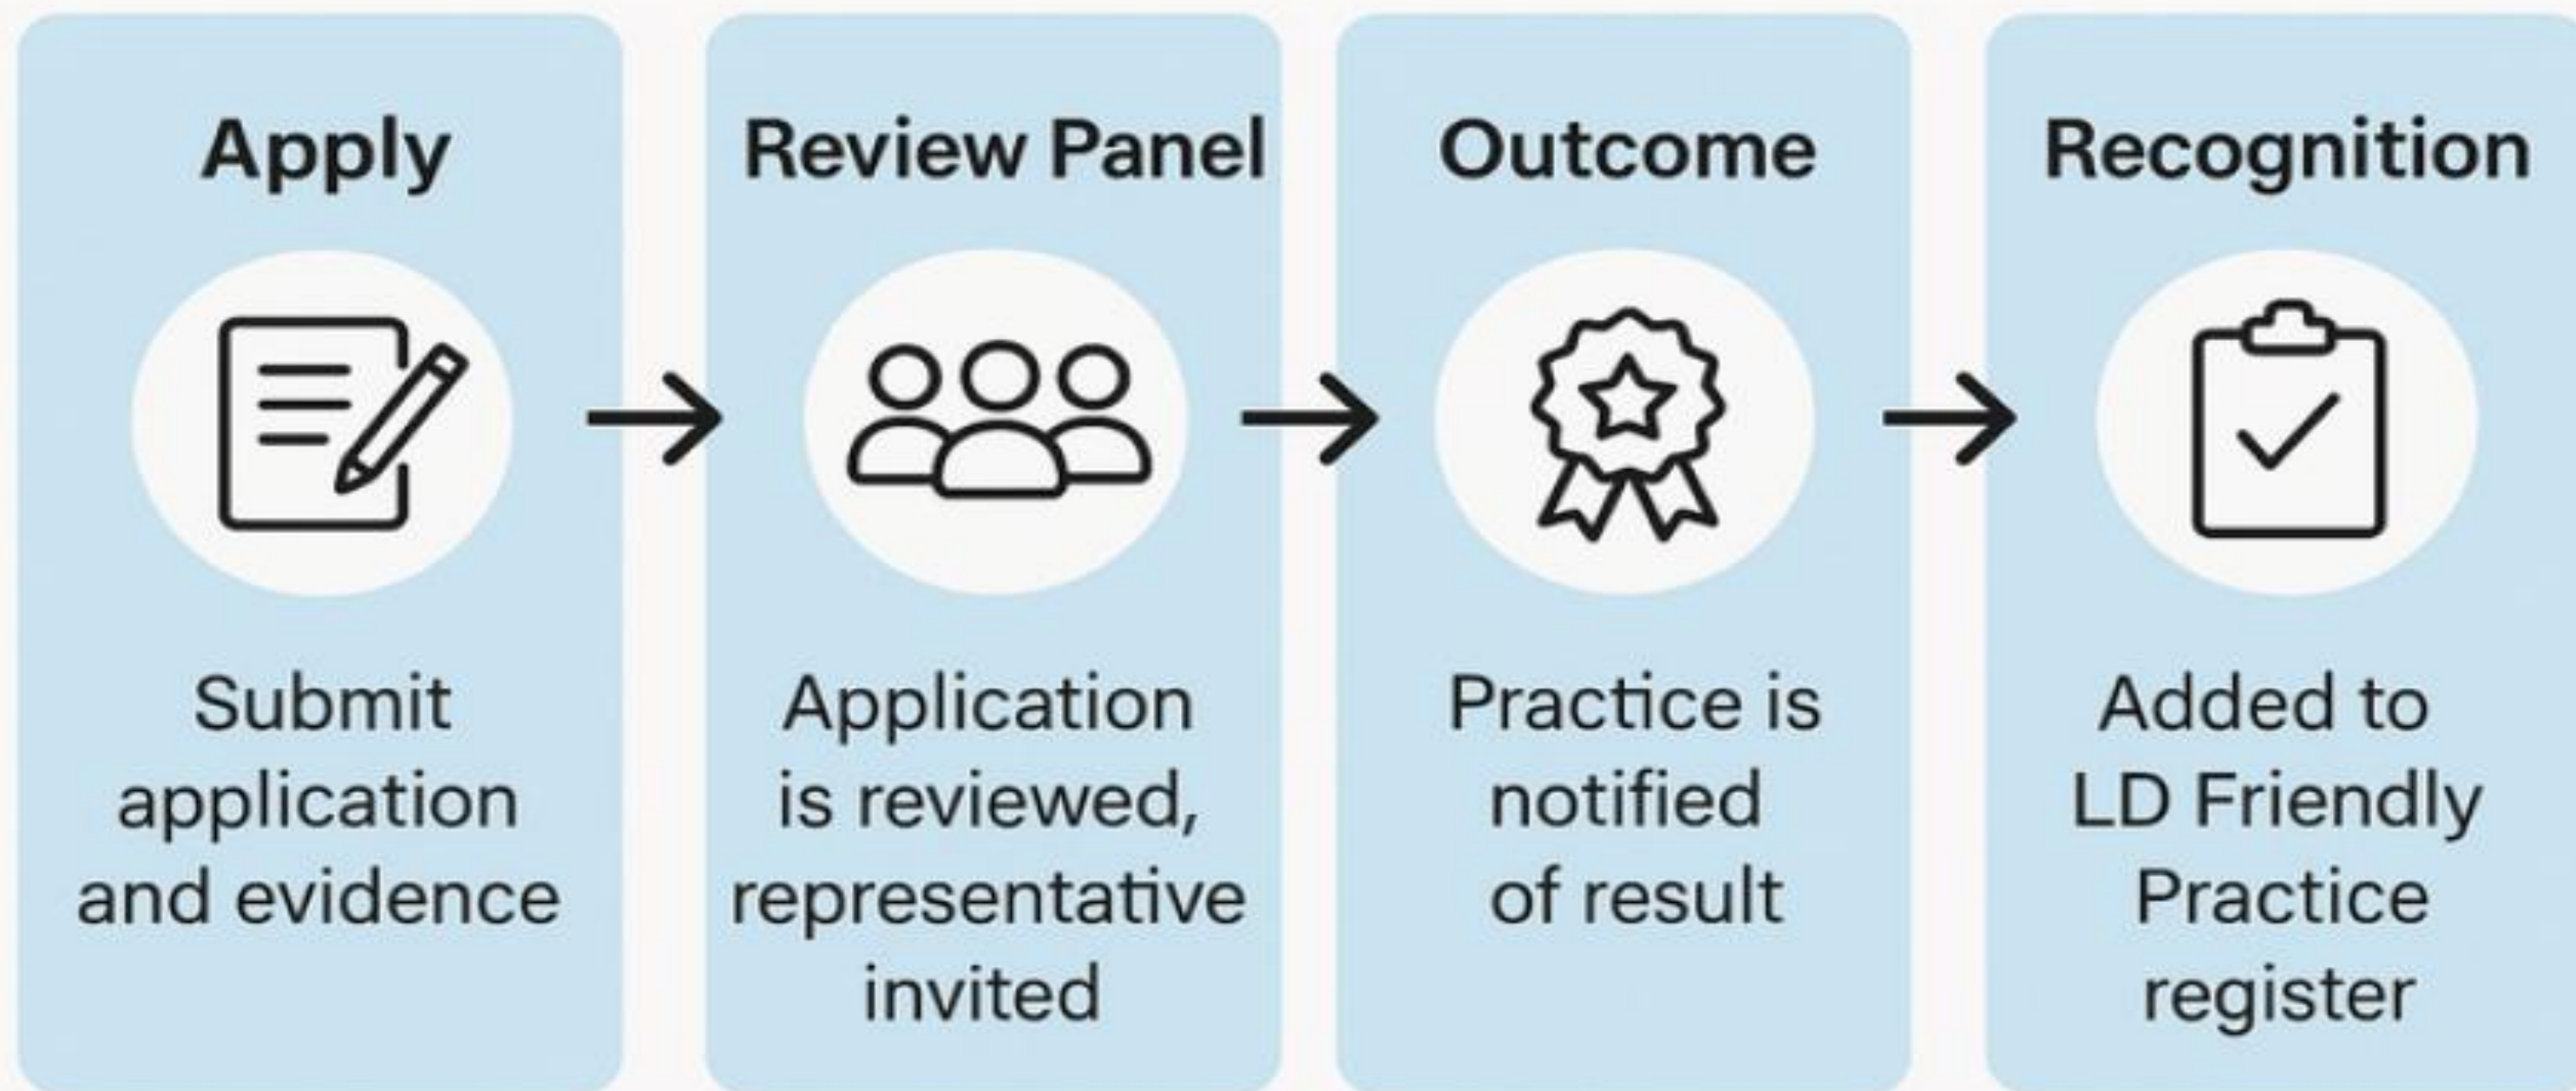 Apply
Submit
application
and evidence
Review Panel
Application
is reviewed,
representative
invited
Outcome
Practice is
notified
of result
Recognition
Added to
LD Friendly
Practice
register